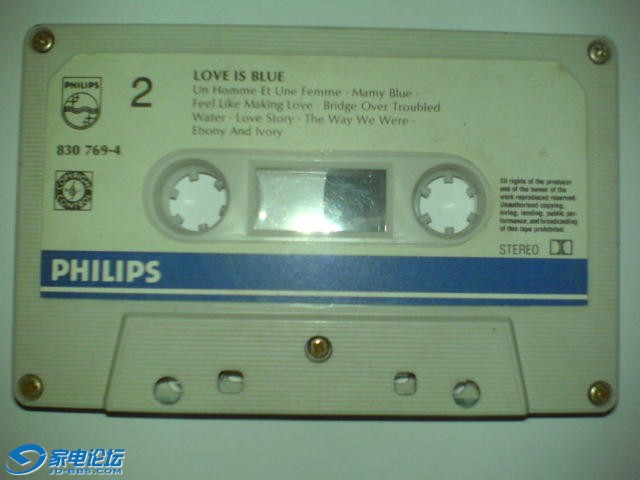 LOVE IS BLUE
PHILIPS
2
Un Homme Et Une Femme · Mamy Blue ·
Feel Like Making Love · Bridge Over Troubled
Water · Love Story · The Way We Were ·
Ebony And Ivory
830 769-4
All rights of the producer
and of the owner of the
work reproduced reserved.
Unauthorised copying,
hiring, lending, public per-
formance, and broadcasting
of this tape prohibited.
STEREO
PHILIPS
家电论坛
JD-BBS.COM